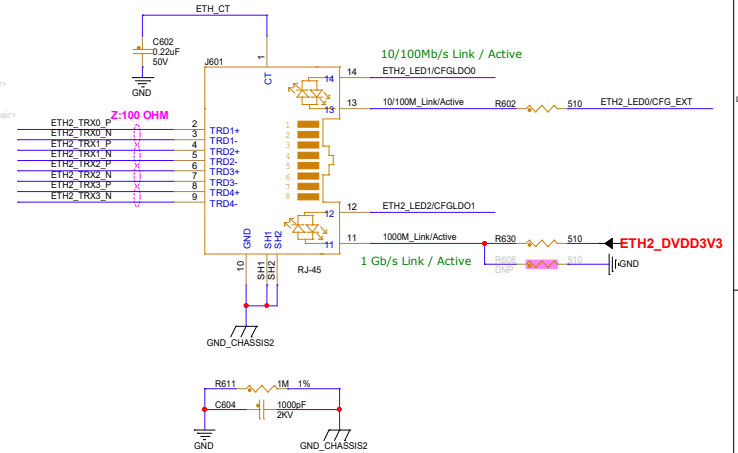 ETH_CT
C602
0.22uF
50V
GND
J601
1
CT
10/100Mb/s Link / Active
14
14
ETH2_LED1/CFGLDO0
13
13
10/100M_Link/Active
R602
510
ETH2_LED0/CFG_EXT
Z:100 OHM
ETH2_TRX0_P
2
TRD1+
ETH2_TRX0_N
3
TRD1-
ETH2_TRX1_P
4
TRD2+
ETH2_TRX1_N
5
TRD2-
ETH2_TRX2_P
6
TRD3+
ETH2_TRX2_N
7
TRD3-
ETH2_TRX3_P
8
TRD4+
ETH2_TRX3_N
9
TRD4-
1
2
3
4
5
6
7
8
12
12
ETH2_LED2/CFGLDO1
11
11
1000M_Link/Active
R630
510
ETH2_DVDD3V3
1 Gb/s Link / Active
R608
510
DNP
GND
GND
SH1
SH2
10
SH1
SH2
RJ-45
GND_CHASSIS2
R611
1M
1%
C604
1000pF
2KV
GND
GND_CHASSIS2